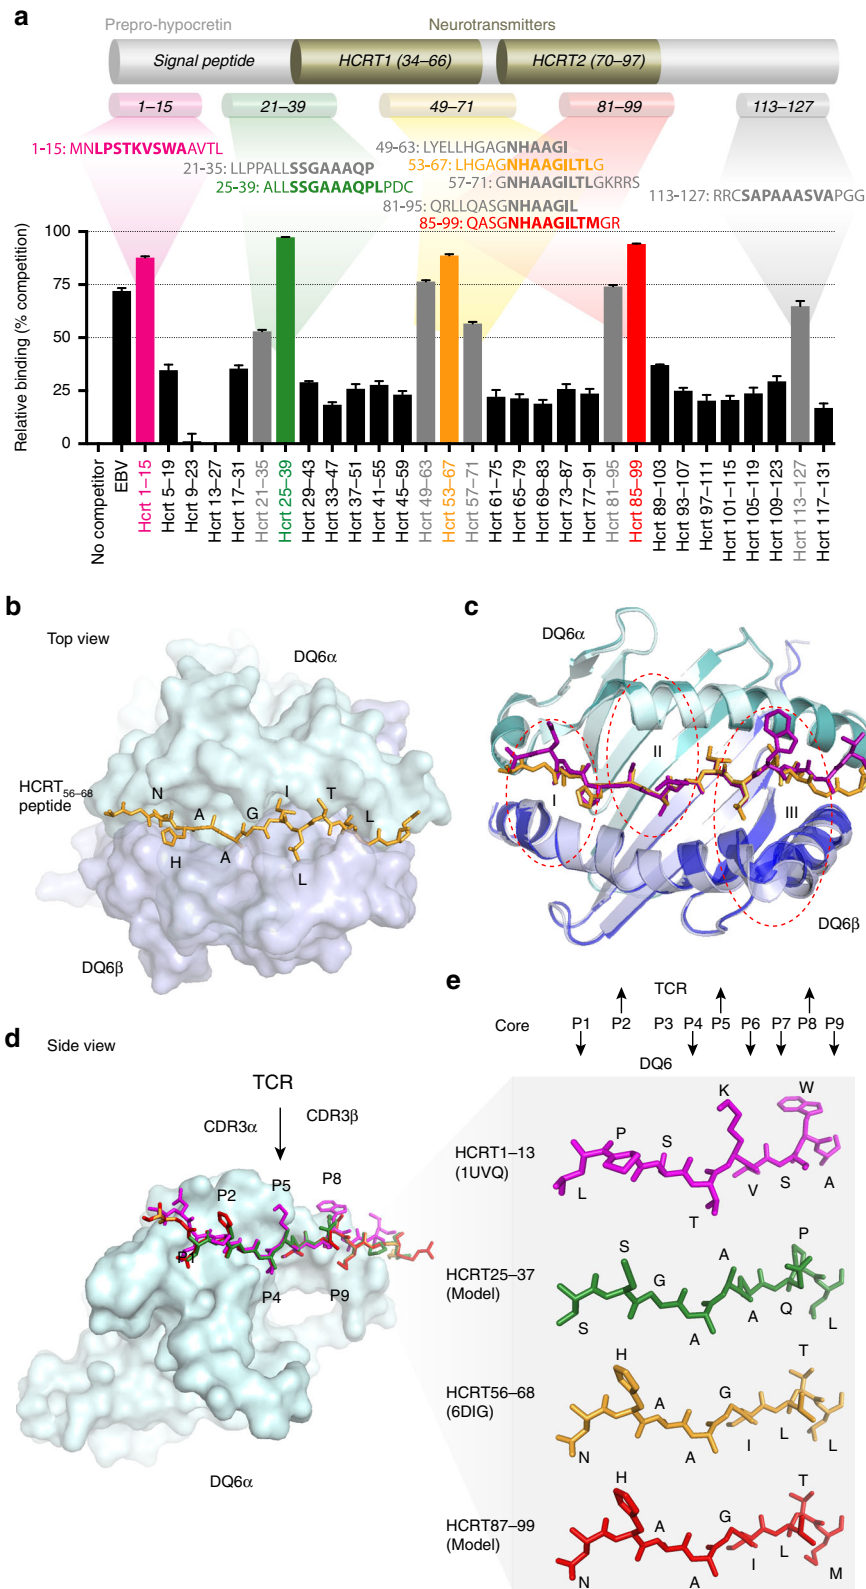 a
Prepro-hypocretin
Neurotransmitters
Signal peptide
HCRT1 (34–66)
HCRT2 (70–97)
1–15
21–39
49–71
81–99
113–127
1-15: MNLPSTKVSWAAVTL
21-35: LLPPALLSSGAAAQP
25-39: ALLSSGAAAQPLPDC
49-63: LYELLHGAGNHAAGI
53-67: LHGAGNHAAGILTLG
57-71: GNHAAGILTLGKRRS
81-95: QRLLQASGNHAAGIL
85-99: QASGNHAAGILTMGR
113-127: RRCSAPAAASVAPGG
Relative binding (% competition)
100
75
50
25
0
No competitor
EBV
Hcrt 1–15
Hcrt 5–19
Hcrt 9–23
Hcrt 13–27
Hcrt 17–31
Hcrt 21–35
Hcrt 25–39
Hcrt 29–43
Hcrt 33–47
Hcrt 37–51
Hcrt 41–55
Hcrt 45–59
Hcrt 49–63
Hcrt 53–67
Hcrt 57–71
Hcrt 61–75
Hcrt 65–79
Hcrt 69–83
Hcrt 73–87
Hcrt 77–91
Hcrt 81–95
Hcrt 85–99
Hcrt 89–103
Hcrt 93–107
Hcrt 97–111
Hcrt 101–115
Hcrt 105–119
Hcrt 109–123
Hcrt 113–127
Hcrt 117–131
b
Top view
DQ6α
HCRT56–68
peptide
N
A
G
I
T
L
H
A
L
DQ6β
c
DQ6α
II
I
III
DQ6β
d
Side view
TCR
CDR3α
CDR3β
P8
P5
P2
P1
P4
P9
DQ6α
e
TCR
Core
P1 P2 P3 P4 P5 P6 P7 P8 P9
DQ6
HCRT1–13
(1UVQ)
K
W
P
S
L
V
S
A
T
HCRT25–37
(Model)
S
G
A
P
S
A
A
Q
L
HCRT56–68
(6DIG)
H
A
G
T
N
A
I
L
L
HCRT87–99
(Model)
H
A
G
T
N
A
I
L
M